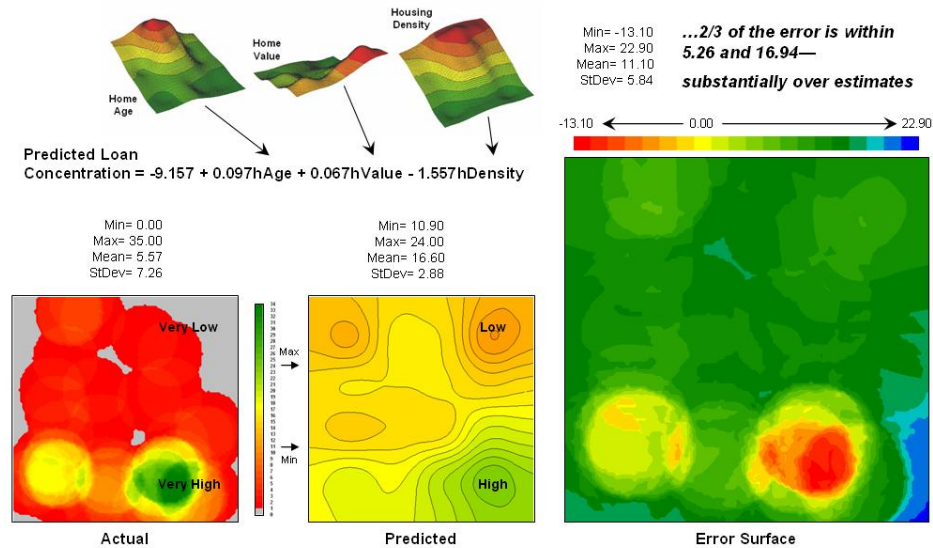 Housing
Density
Home
Value
Home
Age
Min= -13.10
Max= 22.90
Mean= 11.10
StDev= 5.84
...2/3 of the error is within
5.26 and 16.94—
substantially over estimates
-13.10
0.00
22.90
Predicted Loan
Concentration = -9.157 + 0.097hAge + 0.067hValue - 1.557hDensity
Min= 0.00
Max= 35.00
Mean= 5.57
StDev= 7.26
Min= 10.90
Max= 24.00
Mean= 16.60
StDev= 2.88
Very Low
Very High
Max
Min
Low
High
Actual
Predicted
Error Surface